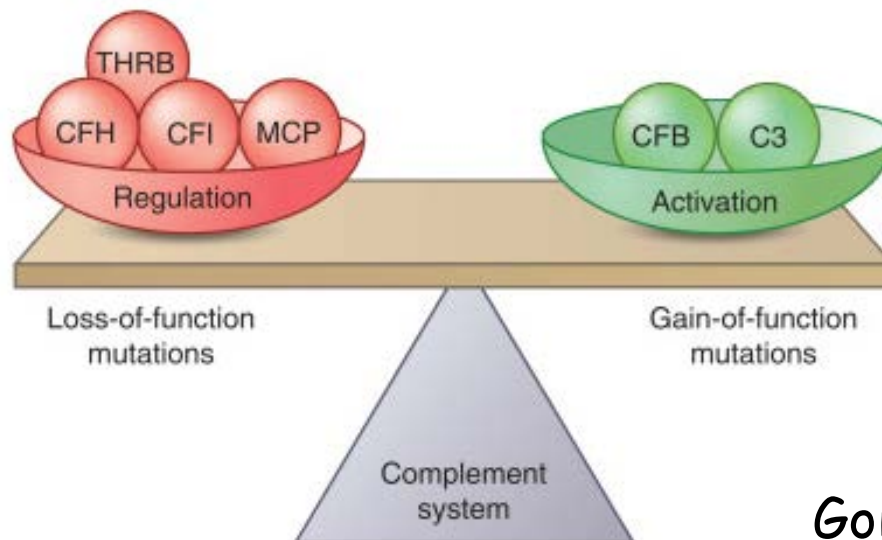 THRB
CFH CFI MCP
CFB C3
Regulation
Activation
Loss-of-function
mutations
Gain-of-function
mutations
Complement
system